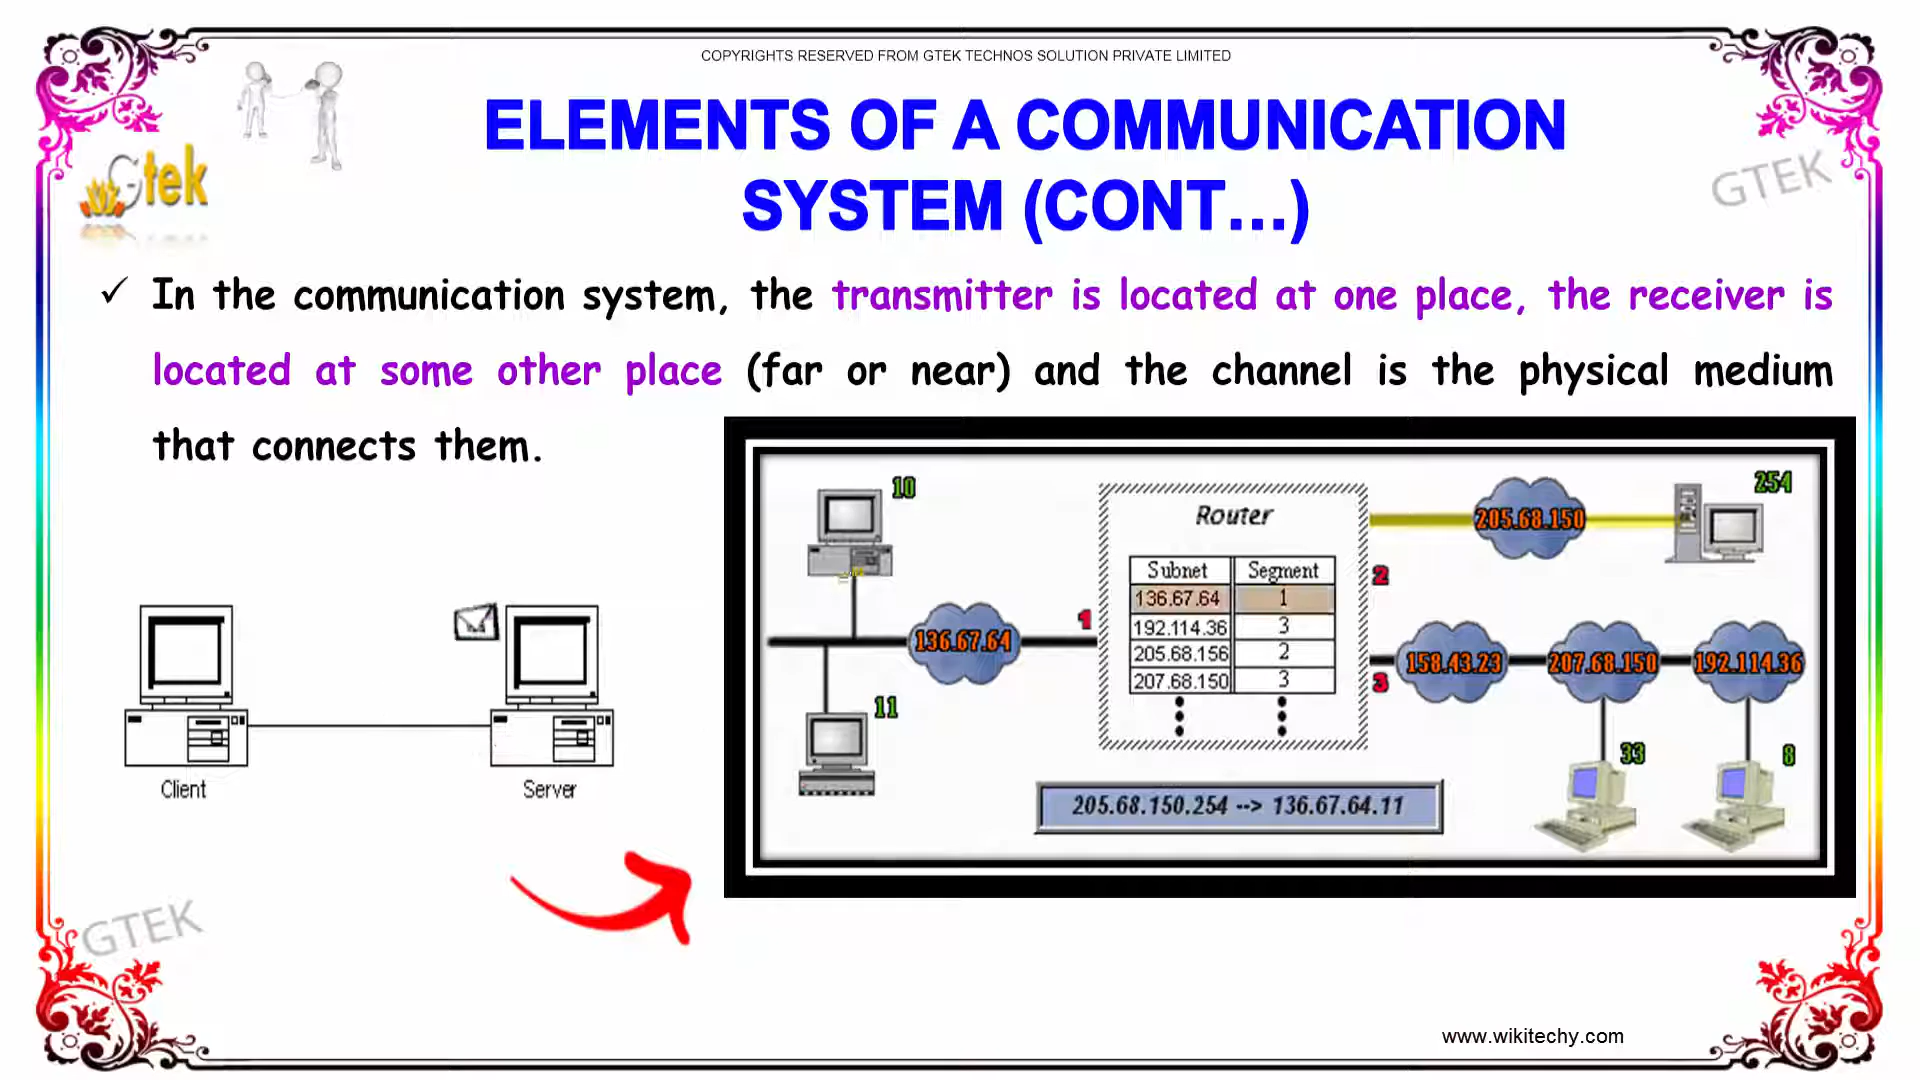 COPYRIGHTS RESERVED FROM GTEK TECHNOS SOLUTION PRIVATE LIMITED
Gtek
ELEMENTS OF A COMMUNICATION
SYSTEM (CONT...)
GTEK
✓ In the communication system, the transmitter is located at one place, the receiver is
located at some other place (far or near) and the channel is the physical medium
that connects them.
Client
Server
10
11
136.67.64
1
Router
Subnet Segment
136.67.64 1
192.114.36 3
205.68.156 2
207.68.150 3
2
3
205.68.150
254
158.43.23
207.68.150
192.114.36
33
8
205.68.150.254 --> 136.67.64.11
GTEK
www.wikitechy.com